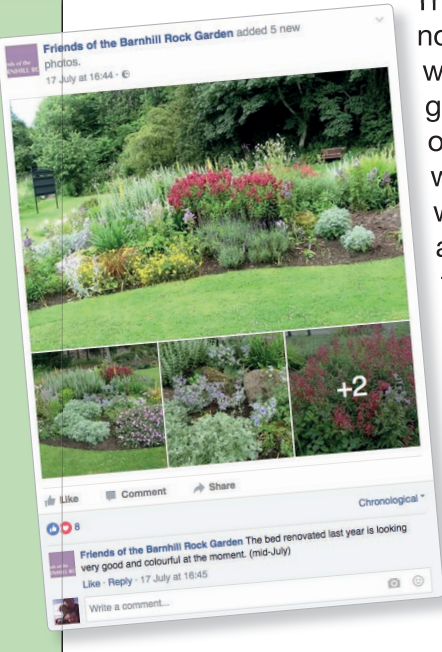 Friends of the Barnhill Rock Garden added 5 new
photos.
17 July at 16:44 ·
+2
Like Comment Share
Chronological
8
Friends of the Barnhill Rock Garden The bed renovated last year is looking
very good and colourful at the moment. (mid-July)
Like · Reply · 17 July at 16:45
Write a comment...